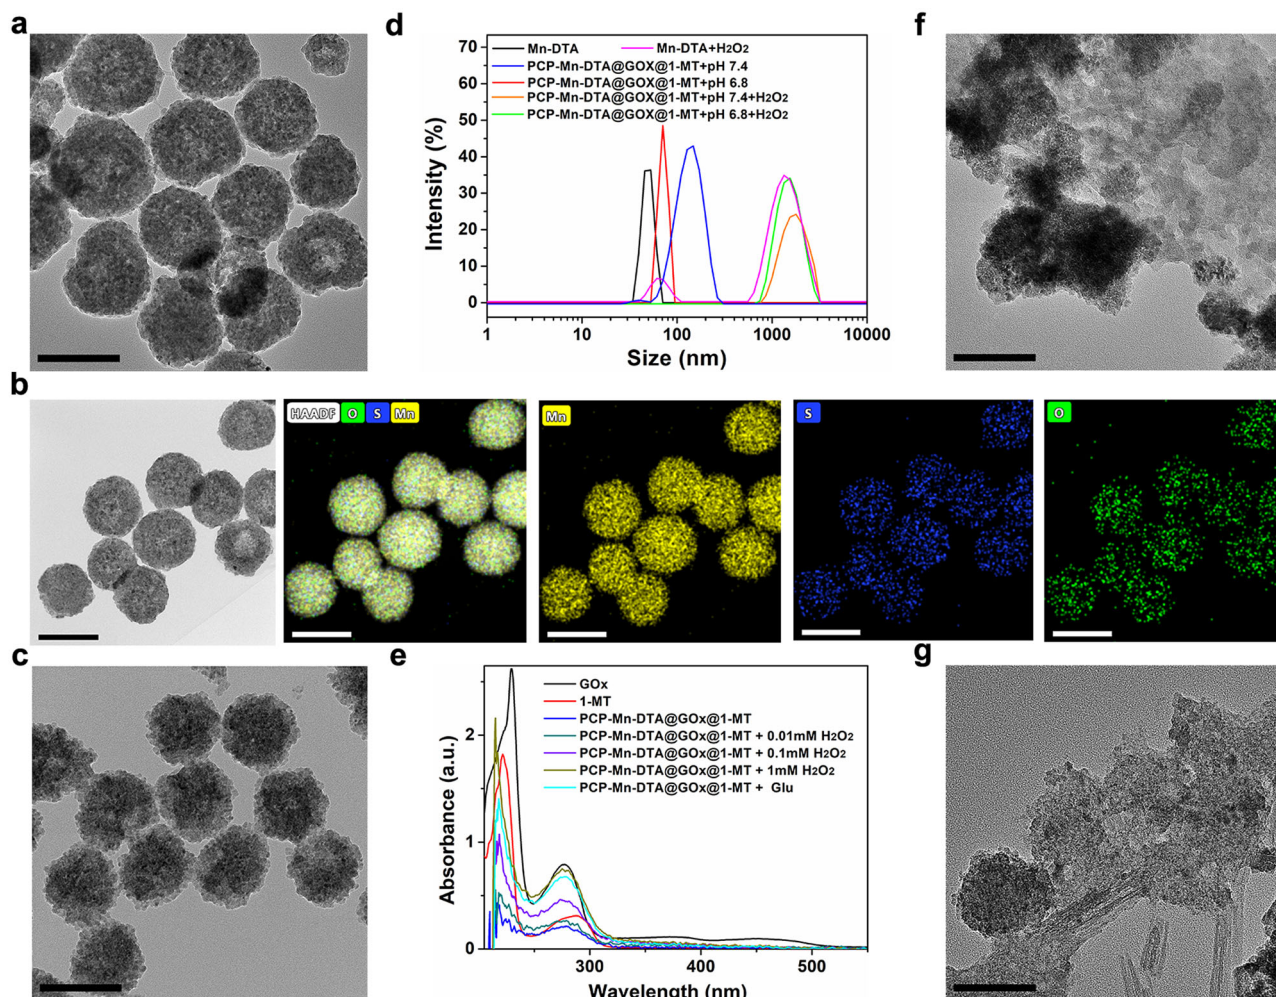 a
d
70
60
50
40
30
20
10
0
Intensity (%)
Mn-DTA
Mn-DTA+H2O2
PCP-Mn-DTA@GOX@1-MT+pH 7.4
PCP-Mn-DTA@GOX@1-MT+pH 6.8
PCP-Mn-DTA@GOX@1-MT+pH 7.4+H2O2
PCP-Mn-DTA@GOX@1-MT+pH 6.8+H2O2
1 10 100 1000 10000
Size (nm)
f
b
HAADF O S Mn
Mn
S
O
c
e
2
1
0
Absorbance (a.u.)
GOx
1-MT
PCP-Mn-DTA@GOx@1-MT
PCP-Mn-DTA@GOx@1-MT + 0.01mM H2O2
PCP-Mn-DTA@GOx@1-MT + 0.1mM H2O2
PCP-Mn-DTA@GOx@1-MT + 1mM H2O2
PCP-Mn-DTA@GOx@1-MT + Glu
250 300 350 400 450 500 550
Wavelength (nm)
g